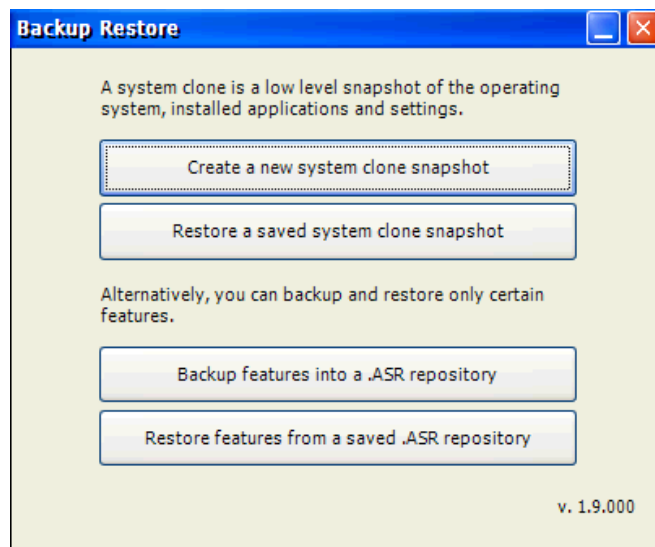 Backup Restore
A system clone is a low level snapshot of the operating
system, installed applications and settings.
Create a new system clone snapshot
Restore a saved system clone snapshot
Alternatively, you can backup and restore only certain
features.
Backup features into a .ASR repository
Restore features from a saved .ASR repository
v. 1.9.000